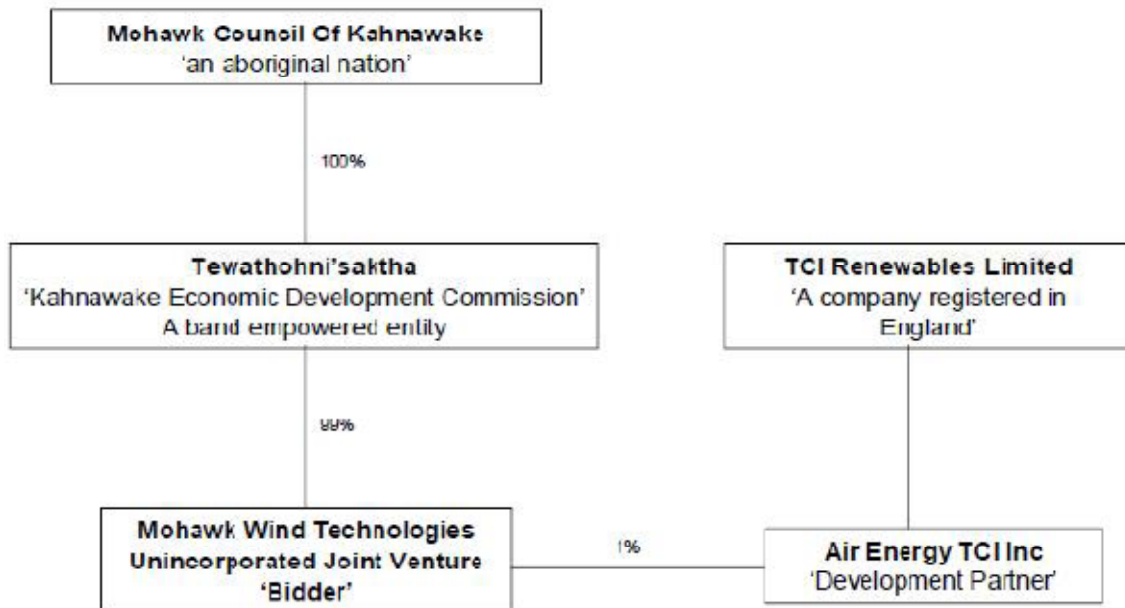 Mohawk Council Of Kahnawake
‘an aboriginal nation’
100%
Tewathohni’saktha
‘Kahnawake Economic Development Commission’
A band empowered entity
TCI Renewables Limited
‘A company registered in
England’
99%
Mohawk Wind Technologies
Unincorporated Joint Venture
‘Bidder’
1%
Air Energy TCI Inc
‘Development Partner’